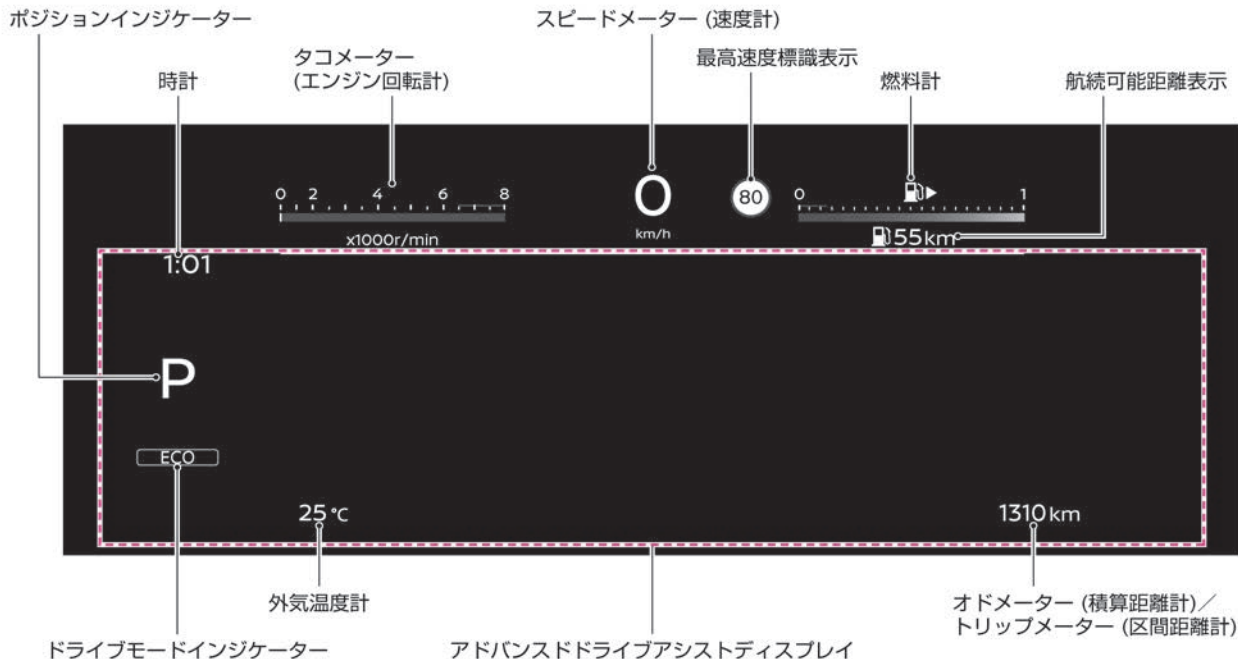 ポジションインジケーター
スピードメーター (速度計)
タコメーター
(エンジン回転計)
最高速度標識表示
時計
燃料計
航続可能距離表示
0 2 4 6 8
x1000r/min
0
km/h
80
0 1
55km
1:01
P
ECO
25 °C
1310 km
外気温度計
オドメーター (積算距離計)／
トリップメーター (区間距離計)
ドライブモードインジケーター
アドバンスドドライブアシストディスプレイ